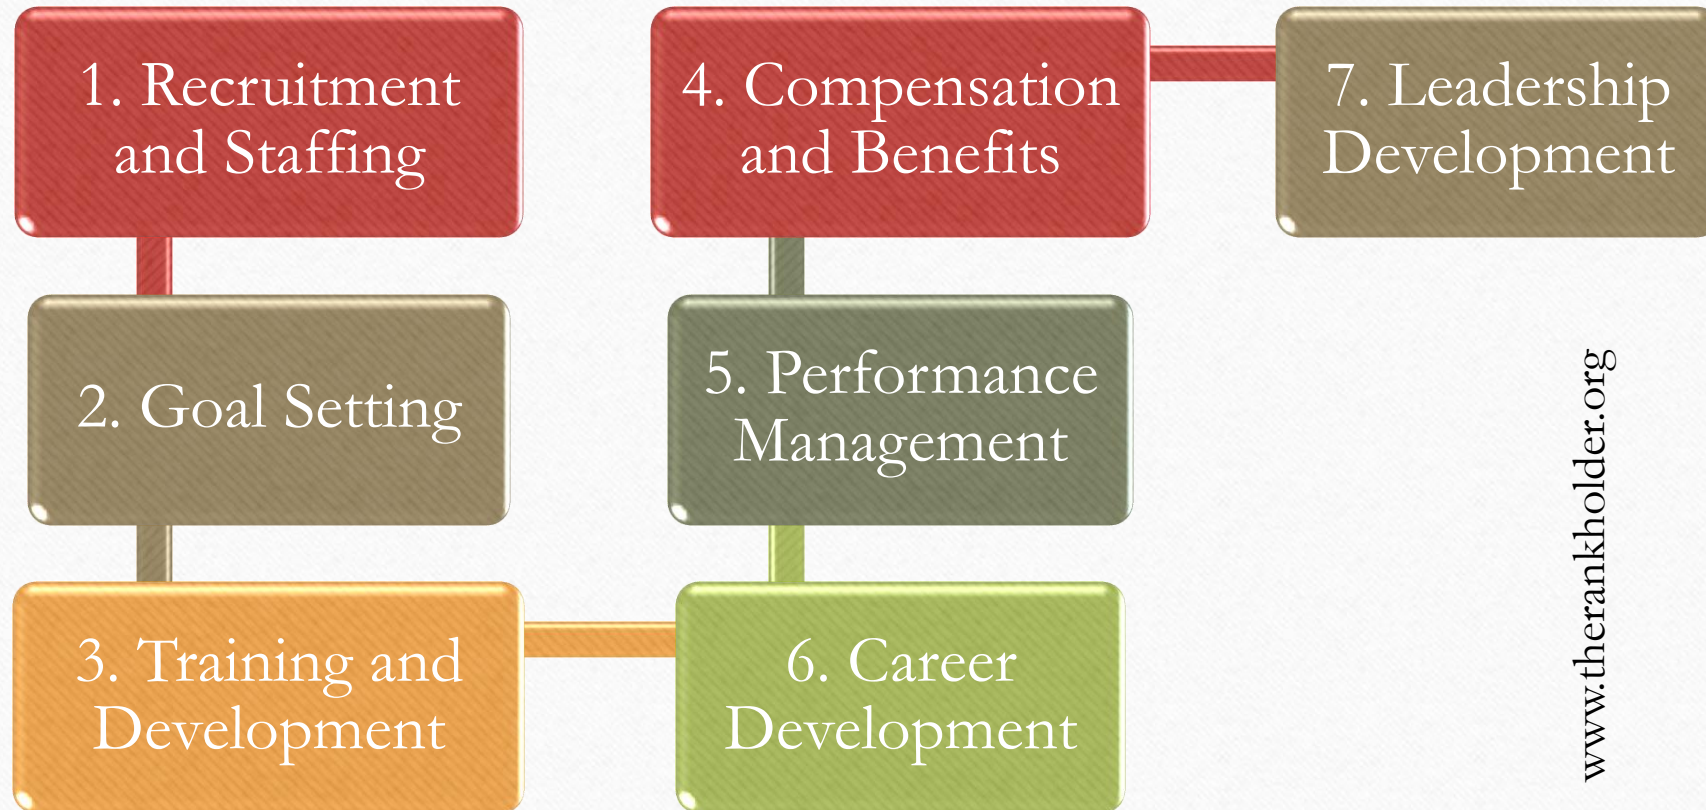 1. Recruitment
and Staffing
2. Goal Setting
3. Training and
Development
4. Compensation
and Benefits
5. Performance
Management
6. Career
Development
7. Leadership
Development
www.therankholder.org